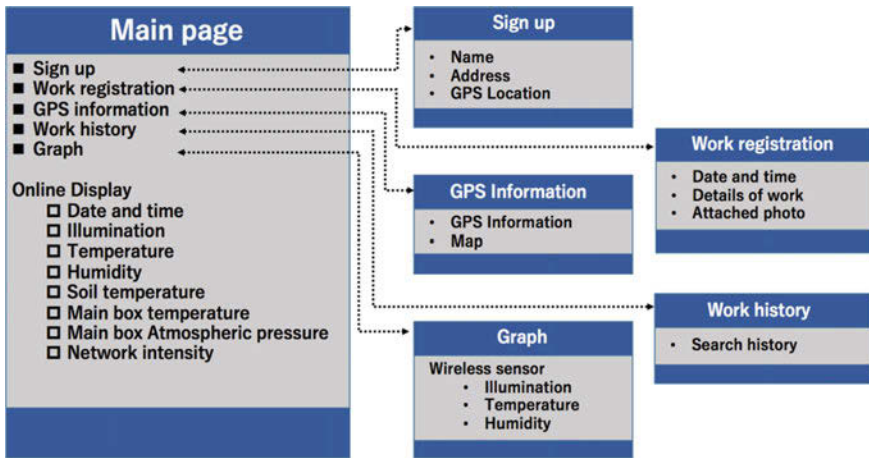 Main page
Sign up
Work registration
GPS information
Work history
Graph
Online Display
Date and time
Illumination
Temperature
Humidity
Soil temperature
Main box temperature
Main box Atmospheric pressure
Network intensity
Sign up
Name
Address
GPS Location
Work registration
Date and time
Details of work
Attached photo
GPS Information
GPS Information
Map
Work history
Search history
Graph
Wireless sensor
Illumination
Temperature
Humidity